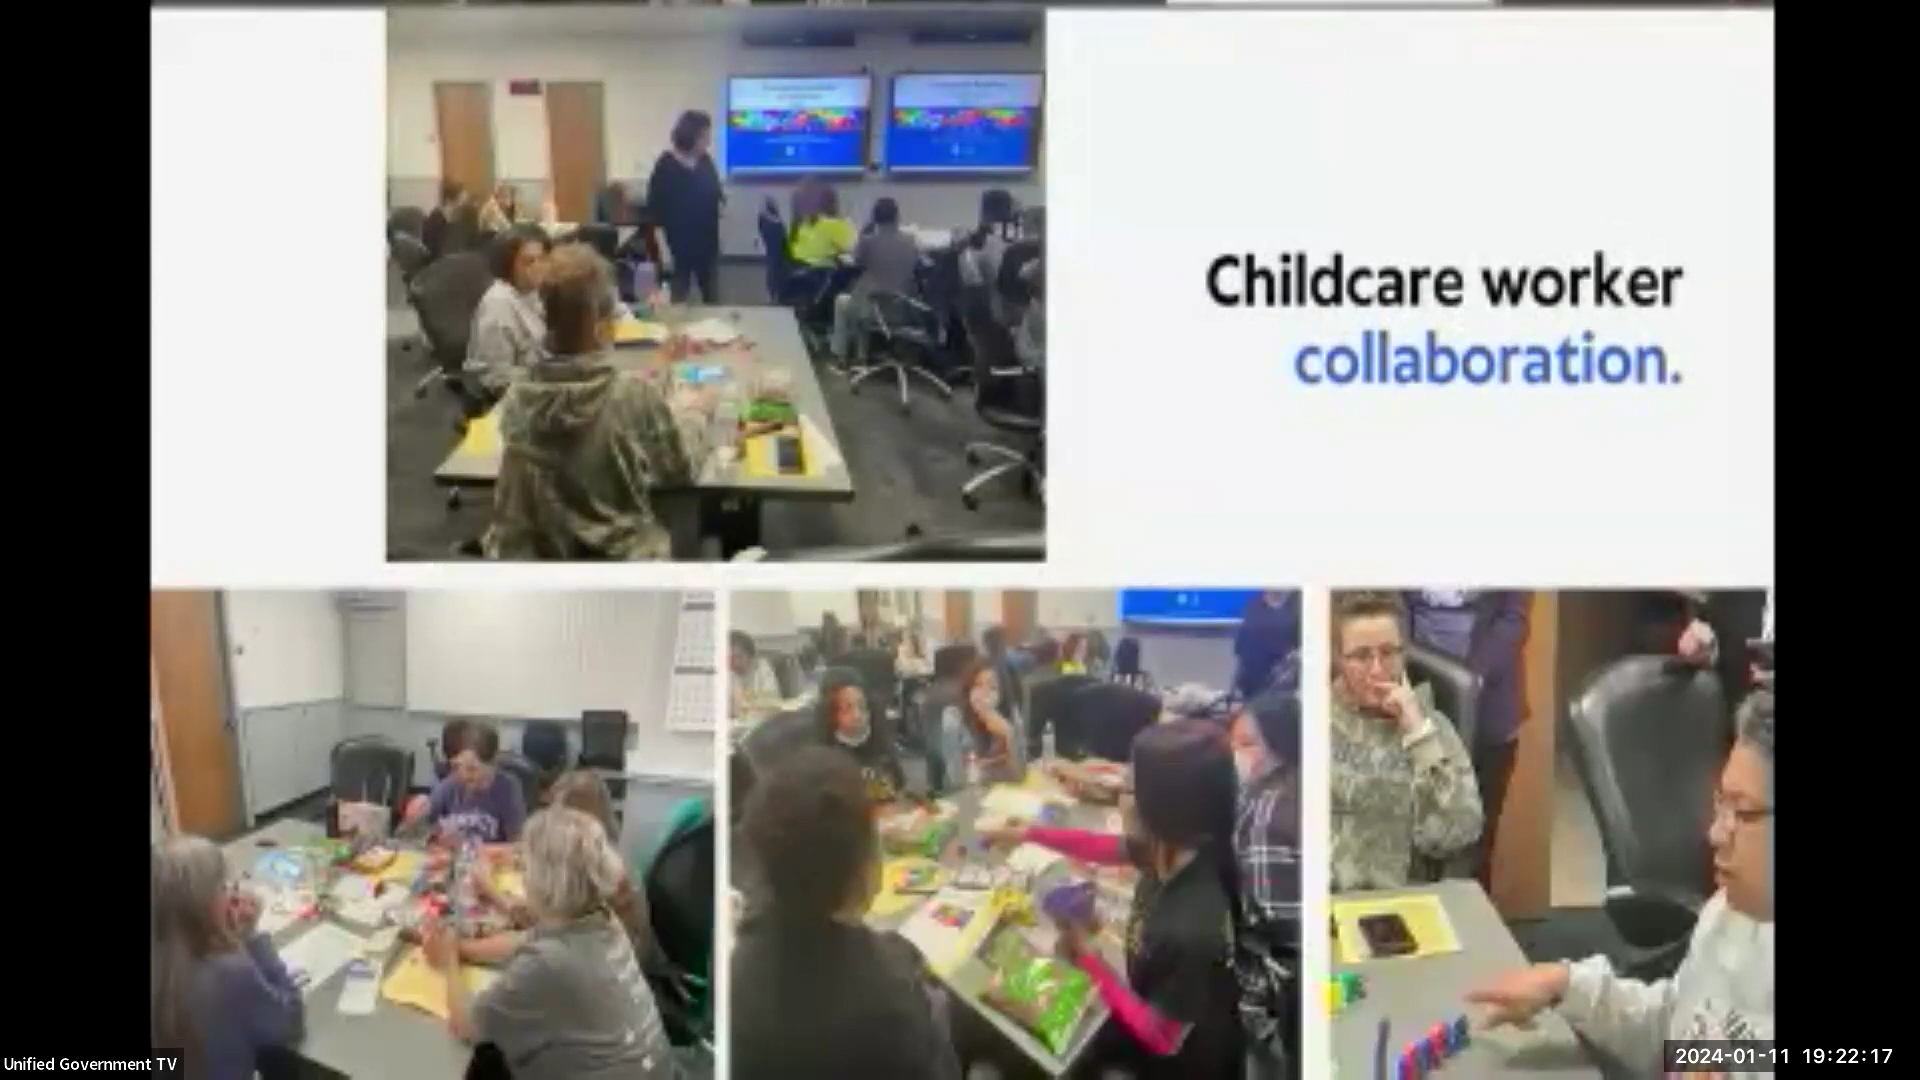 Childcare worker
collaboration.
Unified Government TV
2024-01-11 19:22:17